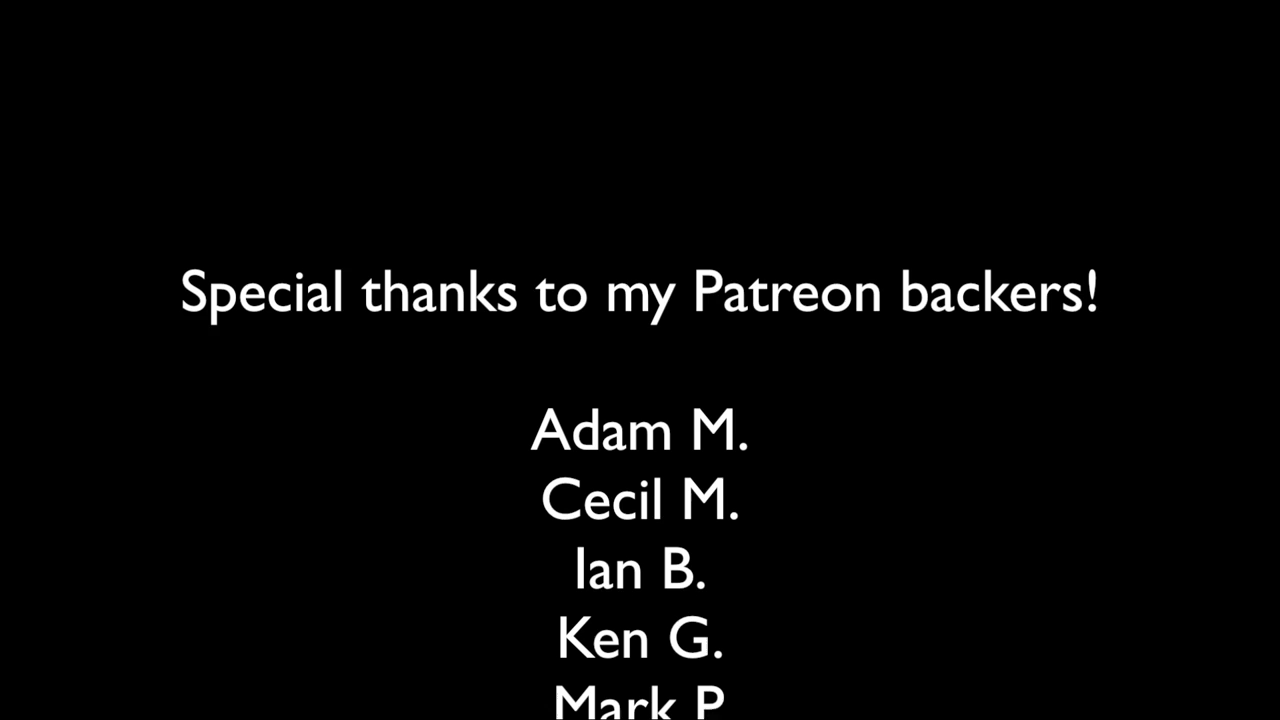 Special thanks to my Patreon backers!
Adam M.
Cecil M.
Ian B.
Ken G.
Mark P